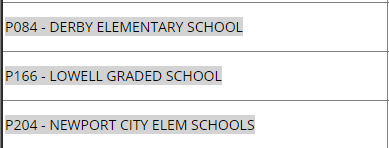 P084 - DERBY ELEMENTARY SCHOOL
P166 - LOWELL GRADED SCHOOL
P204 - NEWPORT CITY ELEM SCHOOLS